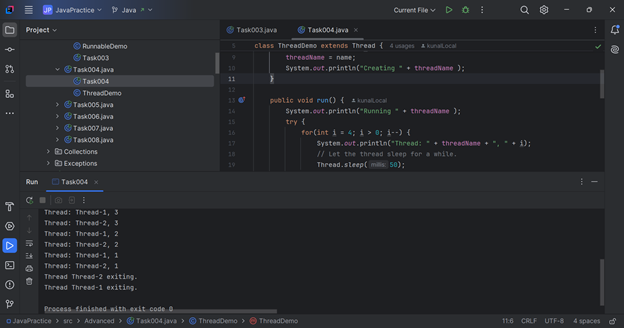 JP JavaPractice Java Current File
Project
RunnableDemo
Task003
Task004.java
Task004
ThreadDemo
Task005.java
Task006.java
Task007.java
Task008.java
Collections
Exceptions
Task003.java Task004.java
5 class ThreadDemo extends Thread { 4 usages kunalLocal
9 threadName = name;
10 System.out.println("Creating " + threadName );
11 }
12
13 public void run() { kunalLocal
14 System.out.println("Running " + threadName );
15 try {
16 for(int i = 4; i > 0; i--) {
17 System.out.println("Thread: " + threadName + ", " + i);
18 // Let the thread sleep for a while.
19 Thread.sleep( millis: 50);
Run Task004
Thread: Thread-1, 3
Thread: Thread-2, 3
Thread: Thread-1, 2
Thread: Thread-2, 2
Thread: Thread-1, 1
Thread: Thread-2, 1
Thread Thread-2 exiting.
Thread Thread-1 exiting.
Process finished with exit code 0
JavaPractice > src > Advanced > Task004.java > ThreadDemo > ThreadDemo 11:6 CRLF UTF-8 4 spaces